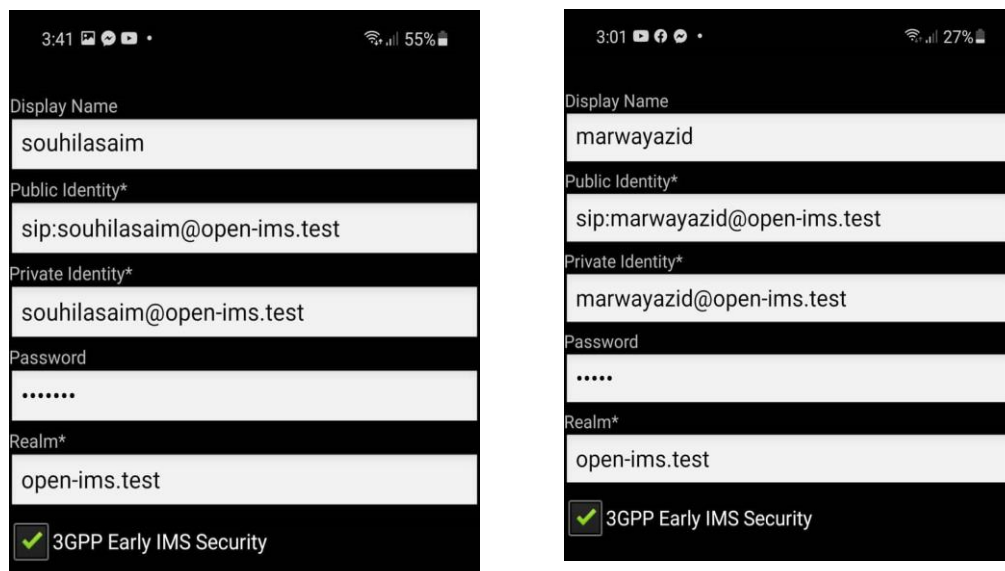 3:41
55%
Display Name
souhilasaim
Public Identity*
sip:souhilasaim@open-ims.test
Private Identity*
souhilasaim@open-ims.test
Password
•••••••
Realm*
open-ims.test
3GPP Early IMS Security
3:01
27%
Display Name
marwayazid
Public Identity*
sip:marwayazid@open-ims.test
Private Identity*
marwayazid@open-ims.test
Password
•••••
Realm*
open-ims.test
3GPP Early IMS Security